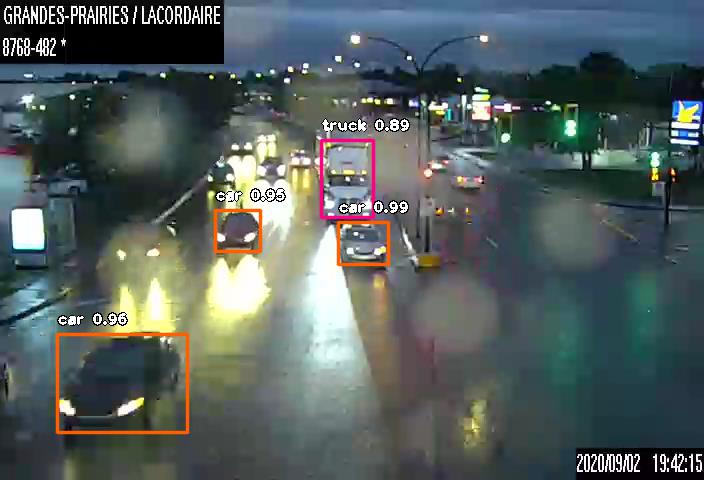 GRANDES-PRAIRIES / LACORDAIRE
8768-482 *
truck 0.89
car 0.95
car 0.99
car 0.96
2020/09/02 19:42:15